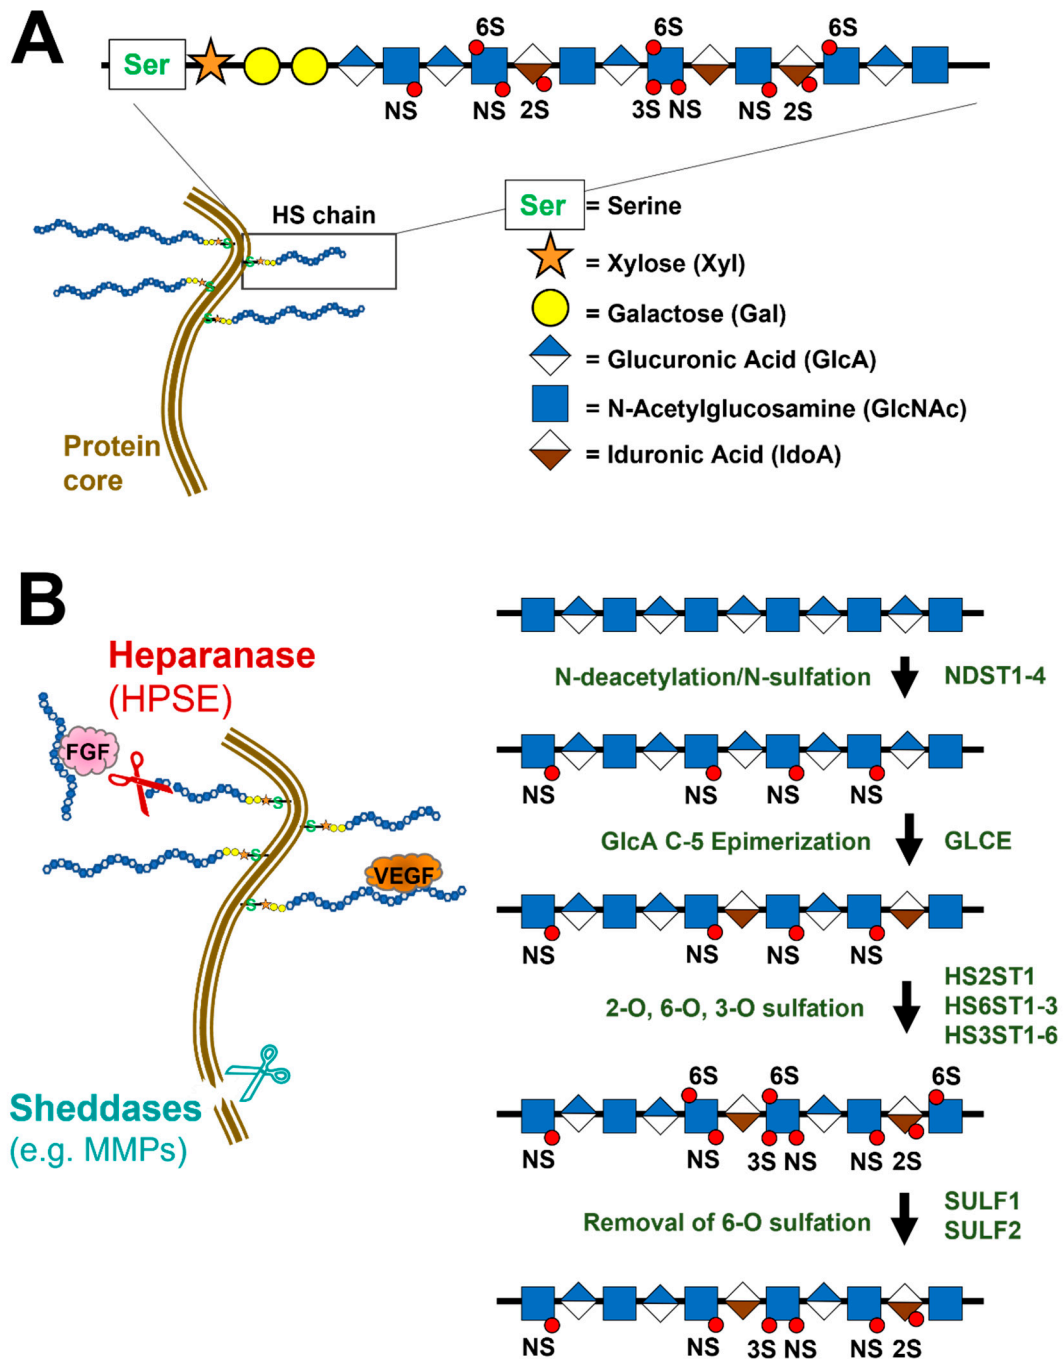 A
6S 6S 6S
Ser
NS NS 2S 3S NS NS 2S
HS chain
Ser = Serine
= Xylose (Xyl)
= Galactose (Gal)
= Glucuronic Acid (GlcA)
= N-Acetylglucosamine (GlcNAc)
= Iduronic Acid (IdoA)
S
S
S
S
Protein
core
B
Heparanase
(HPSE)
FGF
S
S
S
VEGF
S
Sheddases
(e.g. MMPs)
N-deacetylation/N-sulfation NDST1-4
NS NS NS NS
GlcA C-5 Epimerization GLCE
NS NS NS NS
2-O, 6-O, 3-O sulfation
HS2ST1
HS6ST1-3
HS3ST1-6
6S 6S 6S
NS NS 3S NS NS 2S
Removal of 6-O sulfation
SULF1
SULF2
NS NS 3S NS NS 2S